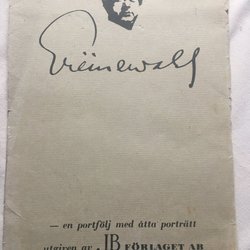 Grünewald
— en portfölj med åtta porträtt
utgiven av JB FÖRLAGET AB